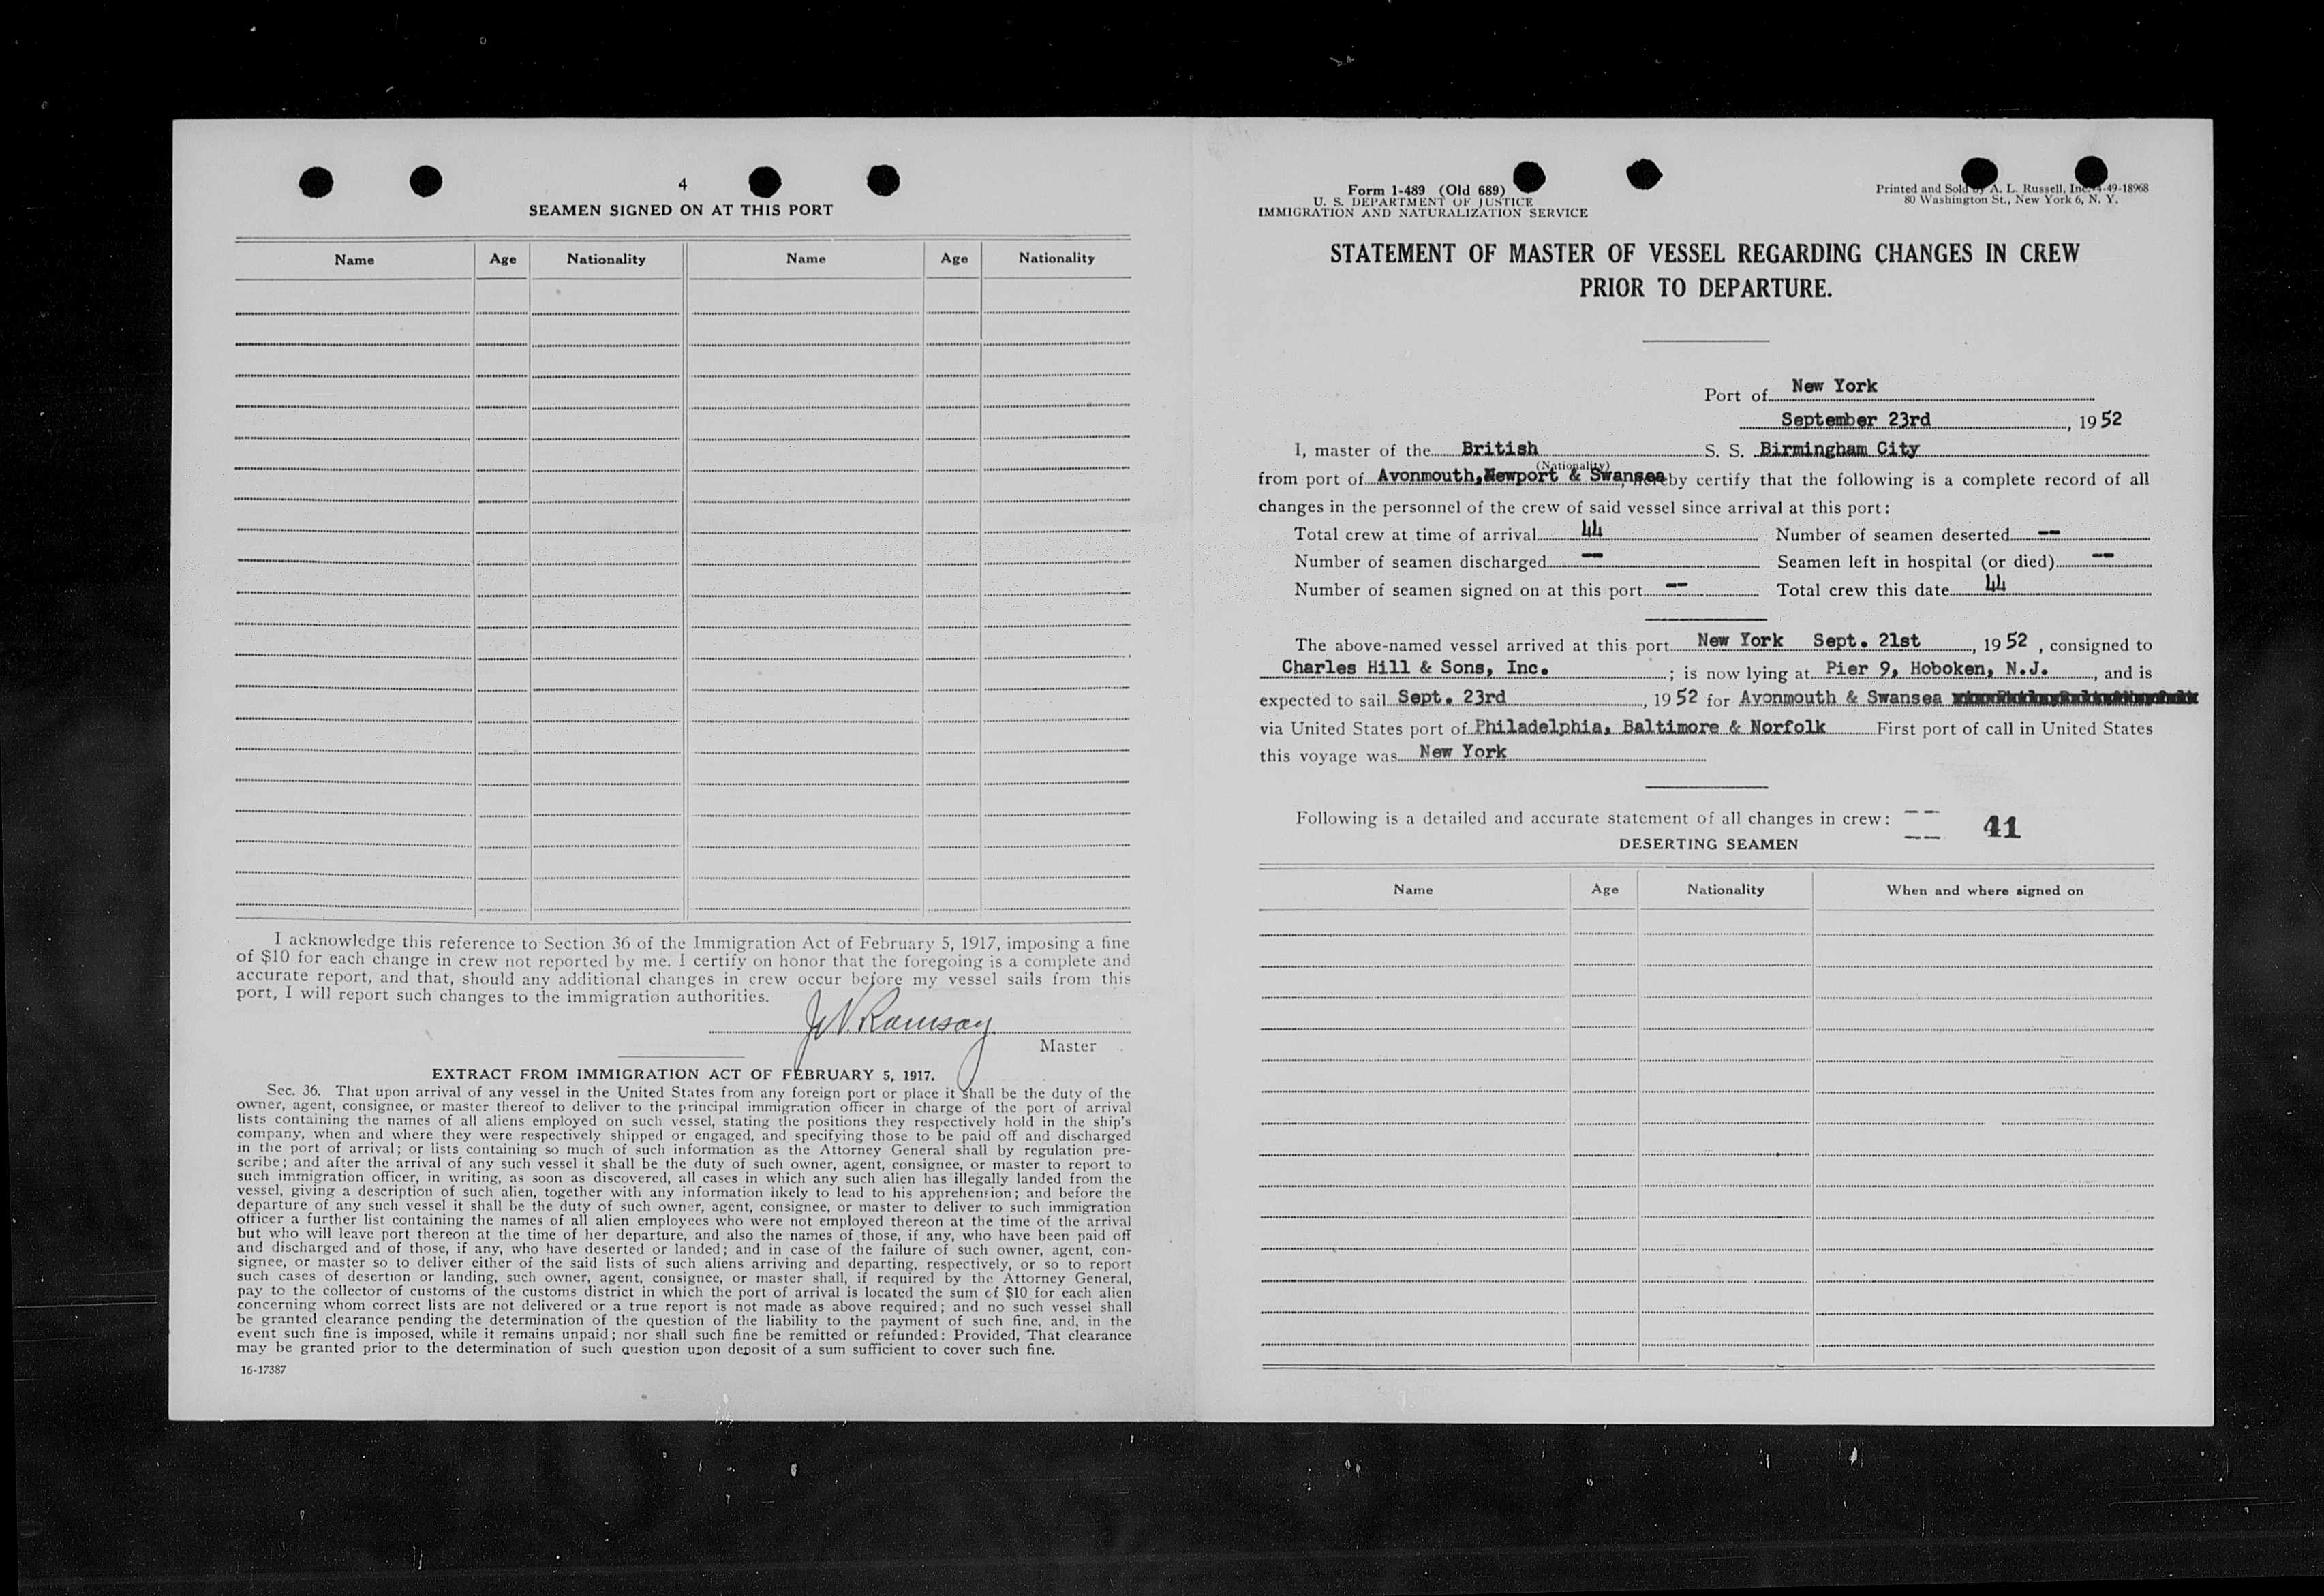 4
SEAMEN SIGNED ON AT THIS PORT
Name Age Nationality Name Age Nationality
I acknowledge this reference to Section 36 of the Immigration Act of February 5, 1917, imposing a fine
of $10 for each change in crew not reported by me. I certify on honor that the foregoing is a complete and
accurate report, and that, should any additional changes in crew occur before my vessel sails from this
port, I will report such changes to the immigration authorities.
Ramsay
Master
EXTRACT FROM IMMIGRATION ACT OF FEBRUARY 5, 1917.
Sec. 36. That upon arrival of any vessel in the United States from any foreign port or place it shall be the duty of the
owner, agent, consignee, or master thereof to deliver to the principal immigration officer in charge of the port of arrival
lists containing the names of all aliens employed on such vessel, stating the positions they respectively hold in the ship's
company, when and where they were respectively shipped or engaged, and specifying those to be paid off and discharged
in the port of arrival; or lists containing so much of such information as the Attorney General shall by regulation pre-
scribe; and after the arrival of any such vessel it shall be the duty of such owner, agent, consignee, or master to report to
such immigration officer, in writing, as soon as discovered, all cases in which any such alien has illegally landed from the
vessel, giving a description of such alien, together with any information likely to lead to his apprehension; and before the
departure of any such vessel it shall be the duty of such owner, agent, consignee, or master to deliver to such immigration
officer a further list containing the names of all alien employees who were not employed thereon at the time of the arrival
but who will leave port thereon at the time of her departure, and also the names of those, if any, who have been paid off
and discharged and of those, if any, who have deserted or landed; and in case of the failure of such owner, agent, con-
signee, or master so to deliver either of the said lists of such aliens arriving and departing, respectively, or so to report
such cases of desertion or landing, such owner, agent, consignee, or master shall, if required by the Attorney General,
pay to the collector of customs of the customs district in which the port of arrival is located the sum of $10 for each alien
concerning whom correct lists are not delivered or a true report is not made as above required; and no such vessel shall
be granted clearance pending the determination of the question of the liability to the payment of such fine, and, in the
event such fine is imposed, while it remains unpaid; nor shall such fine be remitted or refunded: Provided, That clearance
may be granted prior to the determination of such question upon deposit of a sum sufficient to cover such fine.
16-17387
Form 1-489 (Old 689)
U. S. DEPARTMENT OF JUSTICE
IMMIGRATION AND NATURALIZATION SERVICE
Printed and Sold by A. L. Russell, Inc. 4-49-18968
80 Washington St., New York 6, N. Y.
STATEMENT OF MASTER OF VESSEL REGARDING CHANGES IN CREW
PRIOR TO DEPARTURE.
Port of New York
September 23rd, 1952
I, master of the British S. S. Birmingham City
(Nationality)
from port of Avonmouth,Newport & Swansea, hereby certify that the following is a complete record of all
changes in the personnel of the crew of said vessel since arrival at this port:
Total crew at time of arrival 44 Number of seamen deserted --
Number of seamen discharged -- Seamen left in hospital (or died) --
Number of seamen signed on at this port -- Total crew this date 44
The above-named vessel arrived at this port New York Sept. 21st, 1952, consigned to
Charles Hill & Sons, Inc.; is now lying at Pier 9, Hoboken, N.J., and is
expected to sail Sept. 23rd, 1952 for Avonmouth & Swansea
via United States port of Philadelphia, Baltimore & Norfolk First port of call in United States
this voyage was New York
Following is a detailed and accurate statement of all changes in crew: -- -- 41
DESERTING SEAMEN
Name Age Nationality When and where signed on